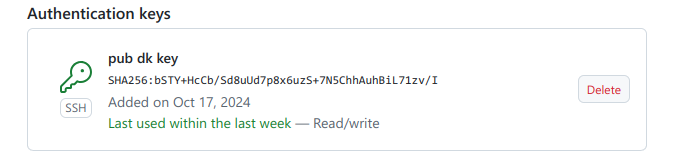 Authentication keys
pub dk key
SHA256:bSTY+HcCb/Sd8uUd7p8x6uzS+7N5ChhAuhBiL71zv/I
SSH
Added on Oct 17, 2024
Delete
Last used within the last week — Read/write